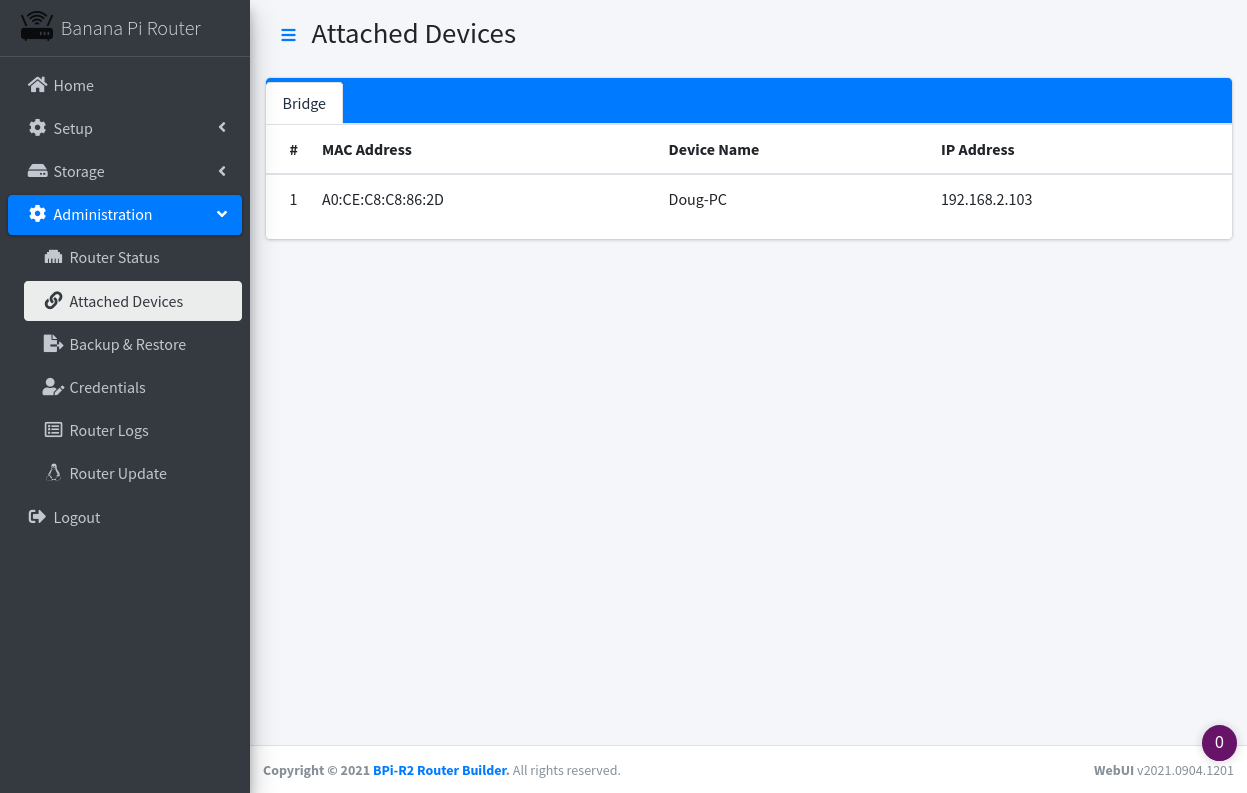 Banana Pi Router
Home
Setup
Storage
Administration
Router Status
Attached Devices
Backup & Restore
Credentials
Router Logs
Router Update
Logout
Attached Devices
Bridge
# MAC Address Device Name IP Address
1 A0:CE:C8:C8:86:2D Doug-PC 192.168.2.103
0
Copyright © 2021 BPi-R2 Router Builder. All rights reserved.
WebUI v2021.0904.1201